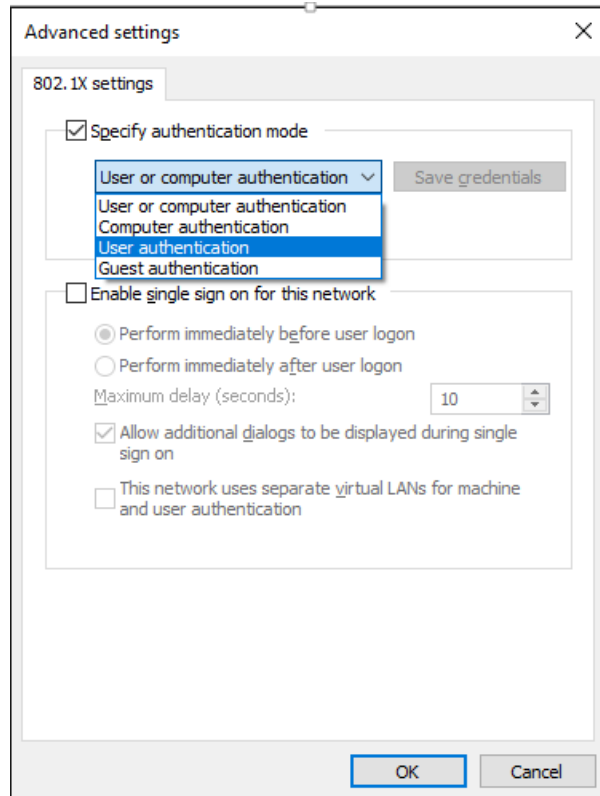 Advanced settings
802.1X settings
Specify authentication mode
User or computer authentication
Save credentials
User or computer authentication
Computer authentication
User authentication
Guest authentication
Enable single sign on for this network
Perform immediately before user logon
Perform immediately after user logon
Maximum delay (seconds):
10
Allow additional dialogs to be displayed during single
sign on
This network uses separate virtual LANs for machine
and user authentication
OK
Cancel